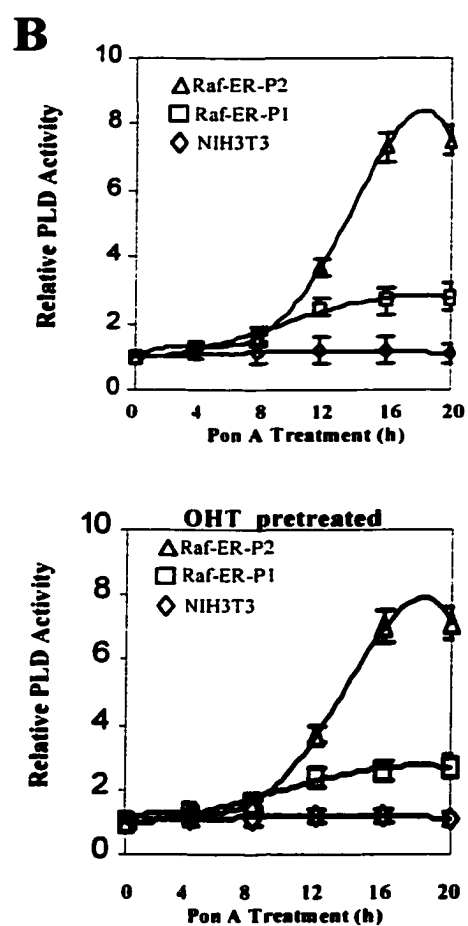 B
10
8
6
4
2
0
Relative PLD Activity
Raf-ER-P2
Raf-ER-P1
NIH3T3
0 4 8 12 16 20
Pon A Treatment (h)
OHT pretreated
10
8
6
4
2
0
Relative PLD Activity
Raf-ER-P2
Raf-ER-P1
NIH3T3
0 4 8 12 16 20
Pon A Treatment (h)